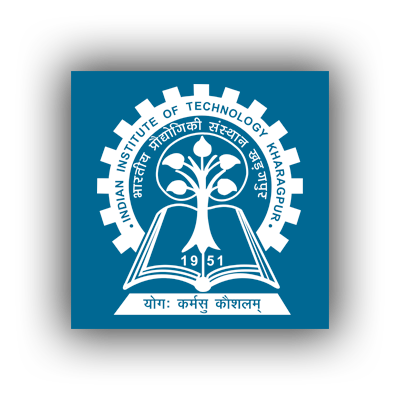 INDIAN INSTITUTE OF TECHNOLOGY KHARAGPUR
भारतीय प्रौद्योगिकी संस्थान खड़गपुर
1951
योगः कर्मसु कौशलम्